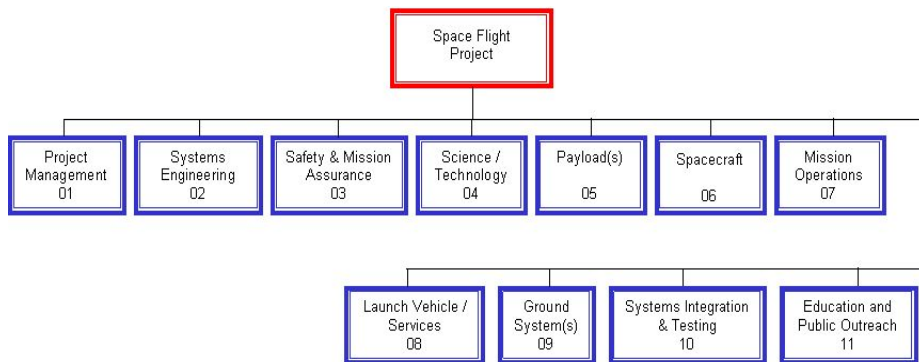 Space Flight
Project
Project
Management
01
Systems
Engineering
02
Safety & Mission
Assurance
03
Science /
Technology
04
Payload(s)
05
Spacecraft
06
Mission
Operations
07
Launch Vehicle /
Services
08
Ground
System(s)
09
Systems Integration
& Testing
10
Education and
Public Outreach
11